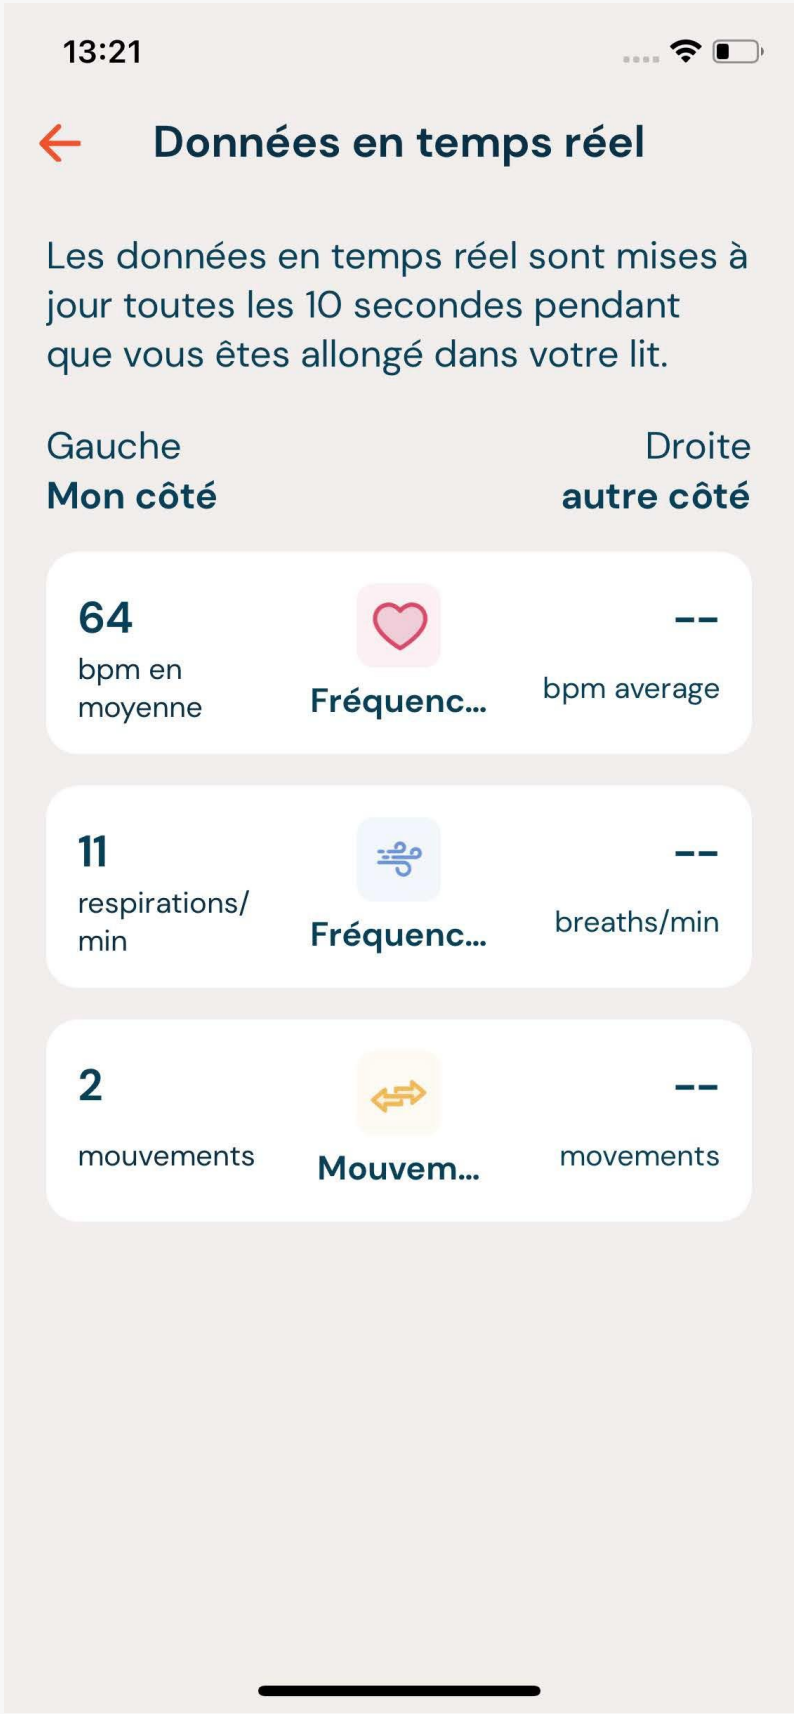 13:21
Données en temps réel
Les données en temps réel sont mises à
jour toutes les 10 secondes pendant
que vous êtes allongé dans votre lit.
Gauche
Droite
Mon côté
autre côté
64
bpm en
moyenne
Fréquenc...
--
bpm average
11
respirations/
min
Fréquenc...
--
breaths/min
2
mouvements
Mouvem...
--
movements